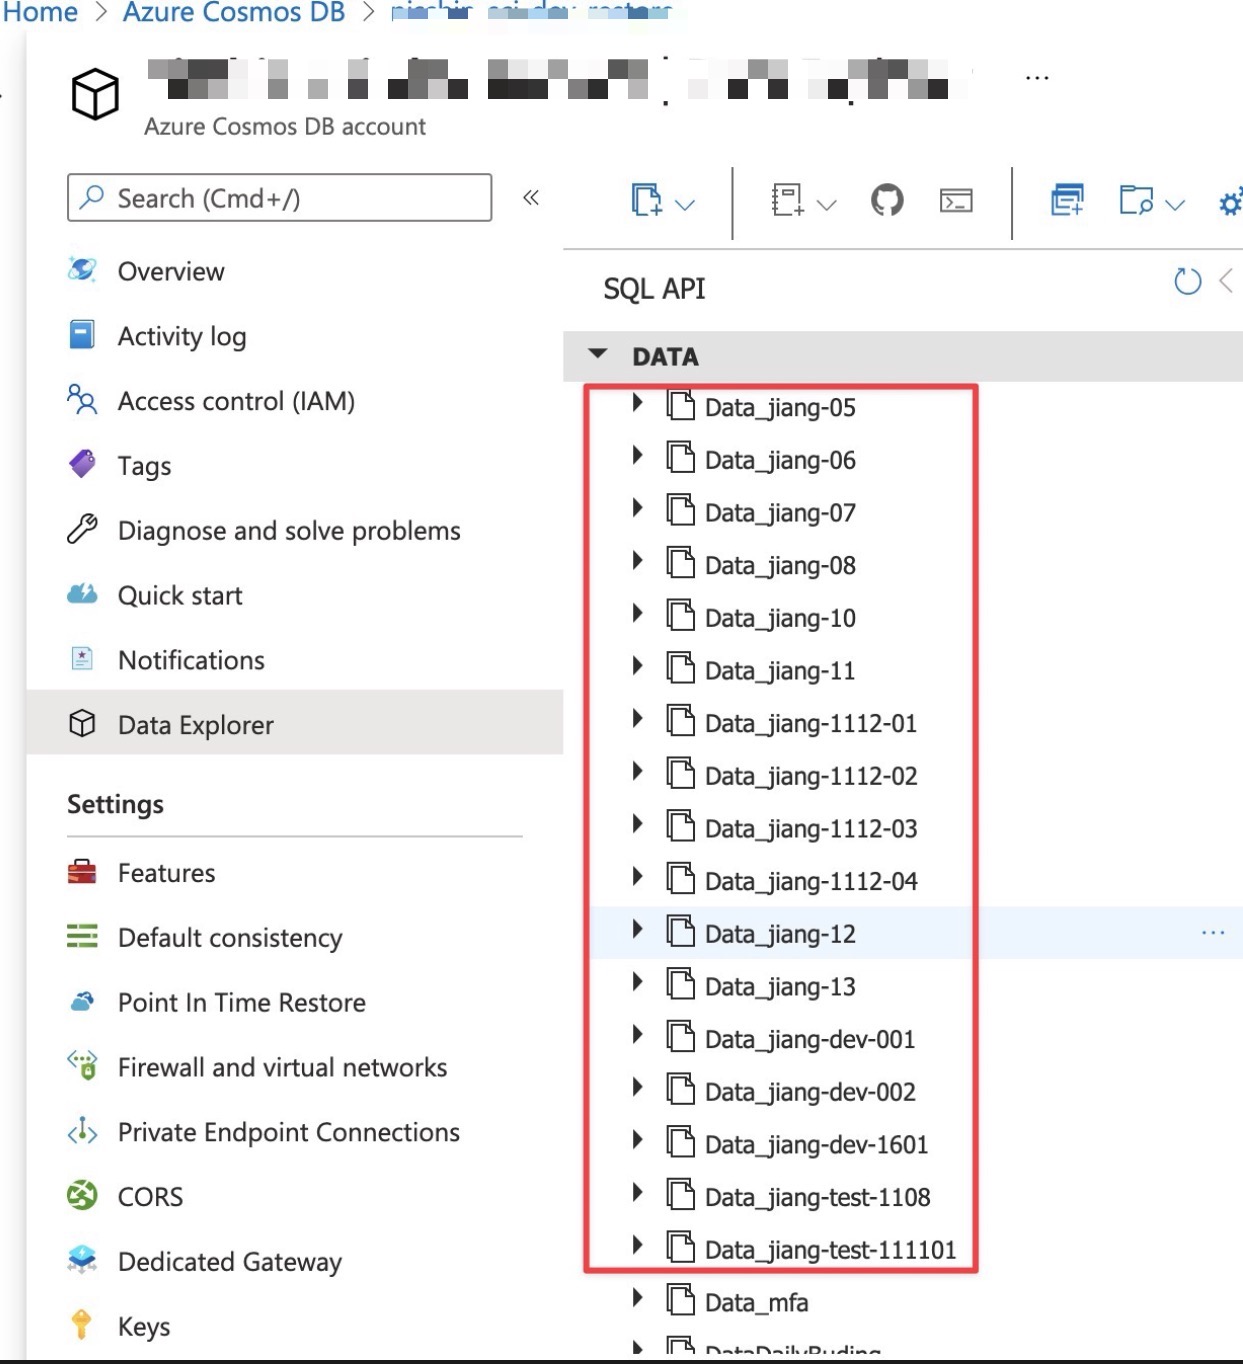 Home > Azure Cosmos DB >
...
Azure Cosmos DB account
Search (Cmd+/)
«
Overview
Activity log
Access control (IAM)
Tags
Diagnose and solve problems
Quick start
Notifications
Data Explorer
Settings
Features
Default consistency
Point In Time Restore
Firewall and virtual networks
Private Endpoint Connections
CORS
Dedicated Gateway
Keys
SQL API
DATA
Data_jiang-05
Data_jiang-06
Data_jiang-07
Data_jiang-08
Data_jiang-10
Data_jiang-11
Data_jiang-1112-01
Data_jiang-1112-02
Data_jiang-1112-03
Data_jiang-1112-04
Data_jiang-12
...
Data_jiang-13
Data_jiang-dev-001
Data_jiang-dev-002
Data_jiang-dev-1601
Data_jiang-test-1108
Data_jiang-test-111101
Data_mfa